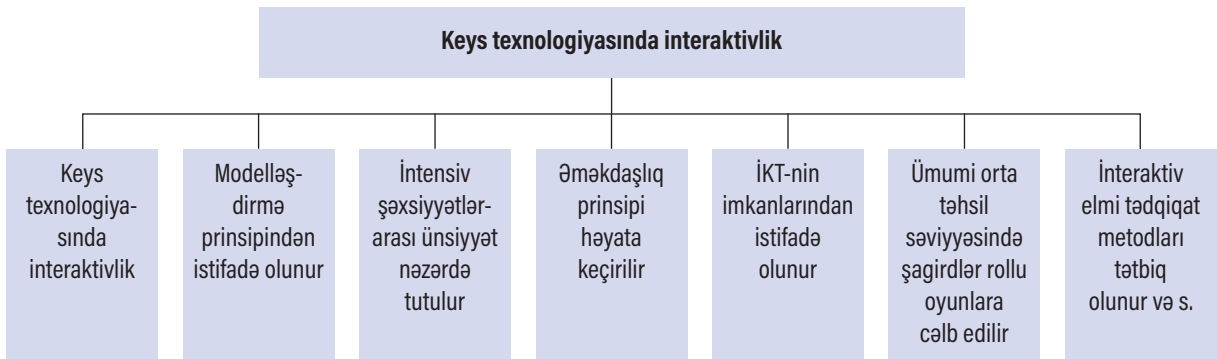 Keys texnologiyasında interaktivlik
Keys
texnologiya-
sında
interaktivlik
Modelləş-
dirmə
prinsipindən
istifadə olunur
İntensiv
şəxsiyyətlər-
arası ünsiyyət
nəzərdə
tutulur
Əməkdaşlıq
prinsipi
həyata
keçirilir
İKT-nin
imkanlarından
istifadə
olunur
Ümumi orta
təhsil
səviyyəsində
şagirdlər rollu
oyunlara
cəlb edilir
İnteraktiv
elmi tədqiqat
metodları
tətbiq
olunur və s.